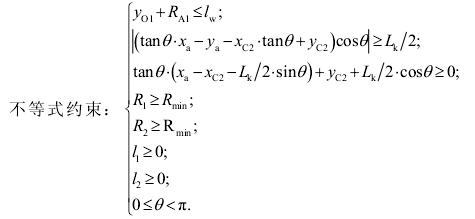 不等式约束：
y_{O1} + R_{A1} ≤ l_w;
|(tanθ·x_a − y_a − x_{C2}·tanθ + y_{C2})cosθ| ≥ L_k/2;
tanθ·(x_a − x_{C2} − L_k/2·sinθ) + y_{C2} + L_k/2·cosθ ≥ 0;
R_1 ≥ R_{min};
R_2 ≥ R_{min};
l_1 ≥ 0;
l_2 ≥ 0;
0 ≤ θ < π.